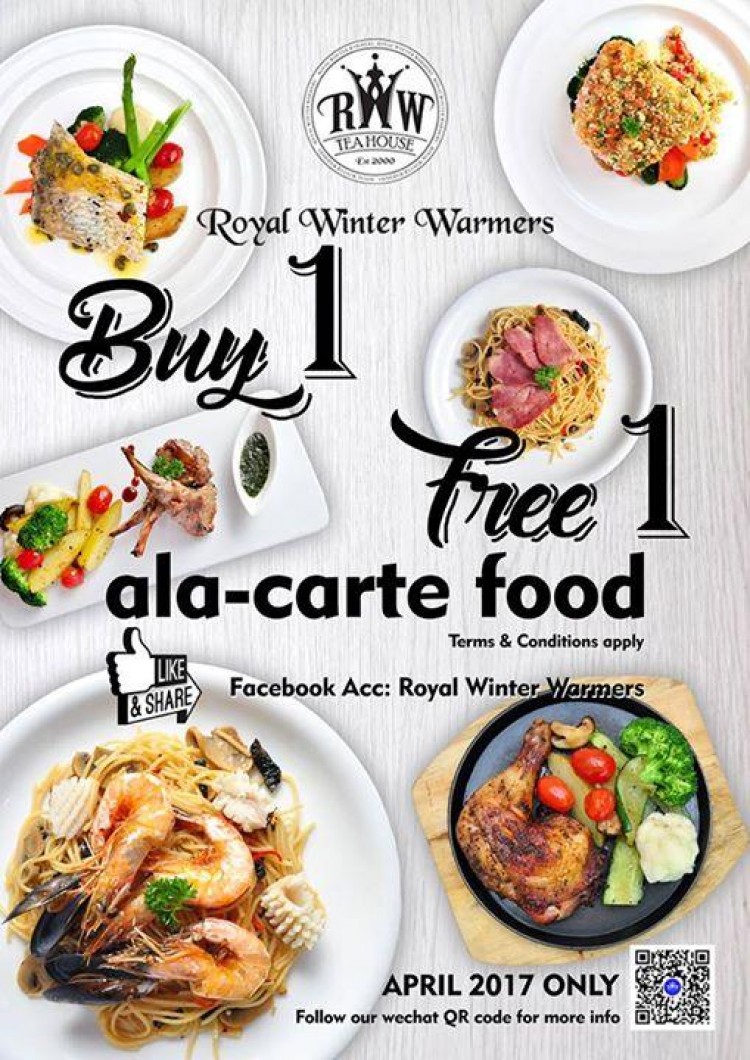 RWW
TEA HOUSE
Est 2000
Royal Winter Warmers
Buy 1
Free 1
ala-carte food
Terms & Conditions apply
LIKE
& SHARE
Facebook Acc: Royal Winter Warmers
APRIL 2017 ONLY
Follow our wechat QR code for more info